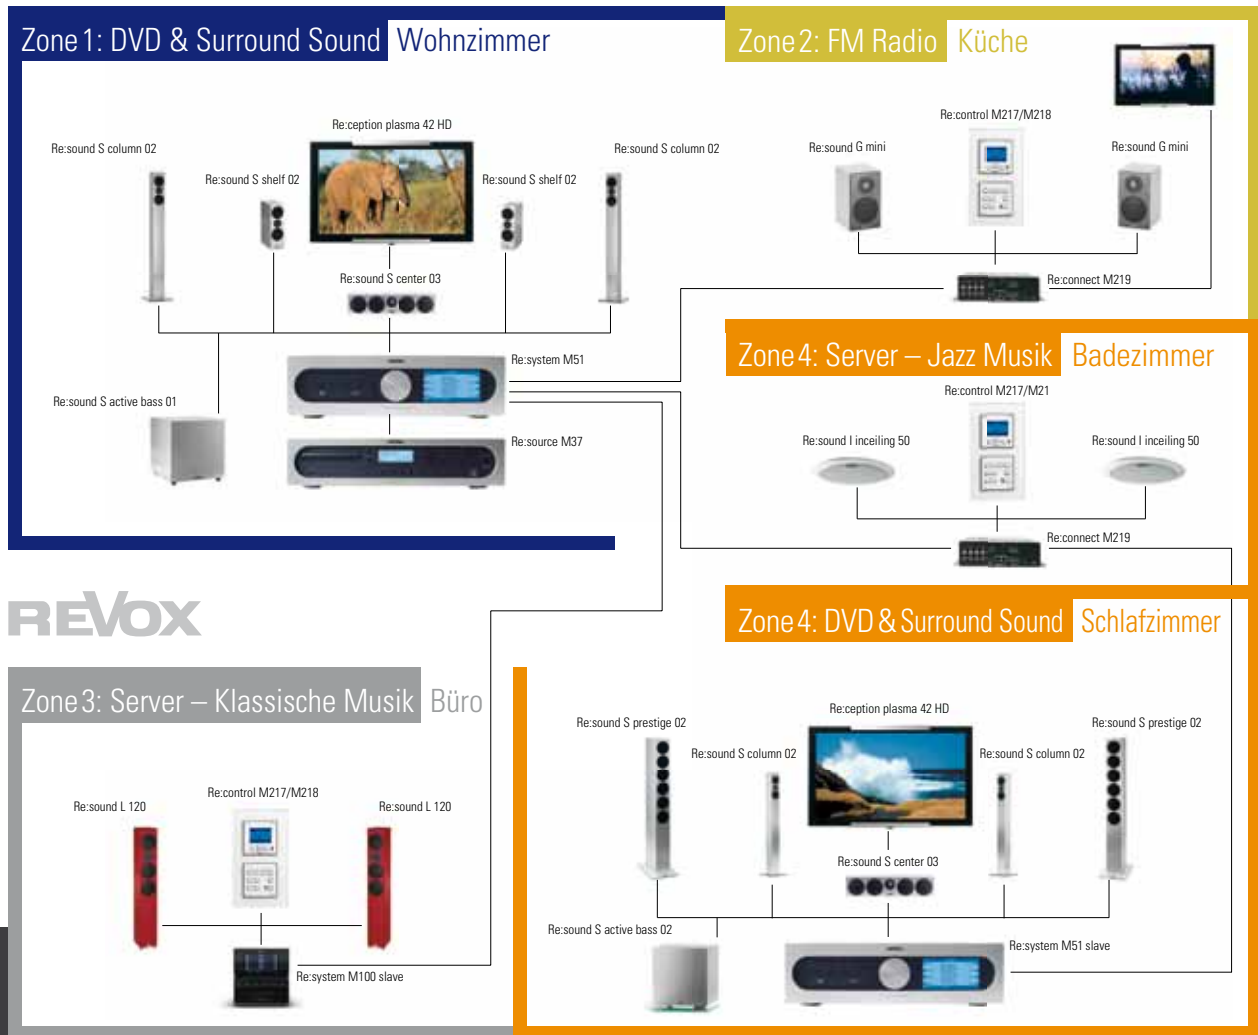 Zone 1: DVD & Surround Sound Wohnzimmer
Re:ception plasma 42 HD
Re:sound S column 02
Re:sound S column 02
Re:sound S shelf 02
Re:sound S shelf 02
Re:sound S center 03
Re:system M51
Re:sound S active bass 01
Re:source M37
Zone 2: FM Radio Küche
Re:control M217/M218
Re:sound G mini
Re:sound G mini
Re:connect M219
Zone 4: Server – Jazz Musik Badezimmer
Re:control M217/M21
Re:sound I inceiling 50
Re:sound I inceiling 50
Re:connect M219
REVOX
Zone 3: Server – Klassische Musik Büro
Re:control M217/M218
Re:sound L 120
Re:sound L 120
Re:system M100 slave
Zone 4: DVD & Surround Sound Schlafzimmer
Re:ception plasma 42 HD
Re:sound S prestige 02
Re:sound S prestige 02
Re:sound S column 02
Re:sound S column 02
Re:sound S center 03
Re:sound S active bass 02
Re:system M51 slave